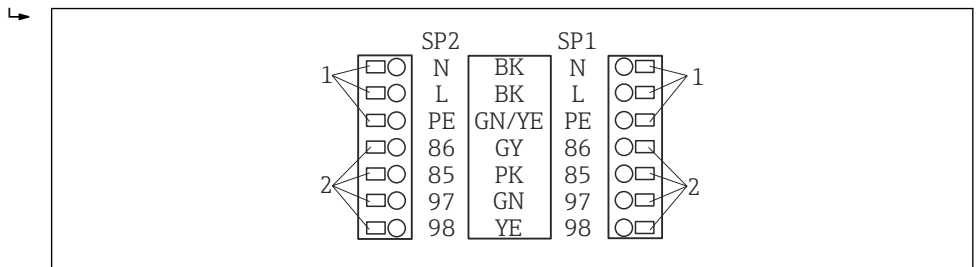 SP2 SP1
1 N BK N 1
L BK L
PE GN/YE PE
86 GY 86
2 85 PK 85 2
97 GN 97
98 YE 98